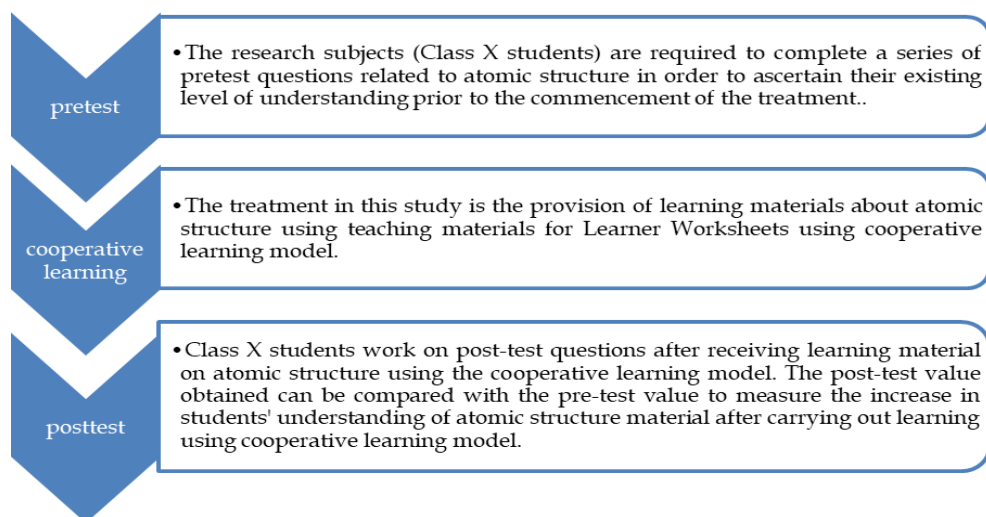 pretest
•The research subjects (Class X students) are required to complete a series of
pretest questions related to atomic structure in order to ascertain their existing
level of understanding prior to the commencement of the treatment..
cooperative
learning
•The treatment in this study is the provision of learning materials about atomic
structure using teaching materials for Learner Worksheets using cooperative
learning model.
posttest
•Class X students work on post-test questions after receiving learning material
on atomic structure using the cooperative learning model. The post-test value
obtained can be compared with the pre-test value to measure the increase in
students' understanding of atomic structure material after carrying out learning
using cooperative learning model.